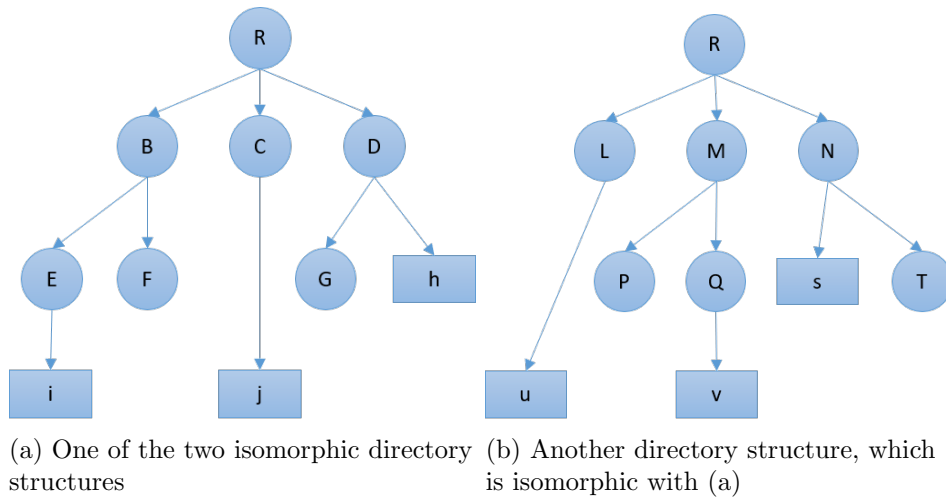 R
B
C
D
E
F
G
h
i
j
(a) One of the two isomorphic directory
structures
R
L
M
N
P
Q
s
T
u
v
(b) Another directory structure, which
is isomorphic with (a)